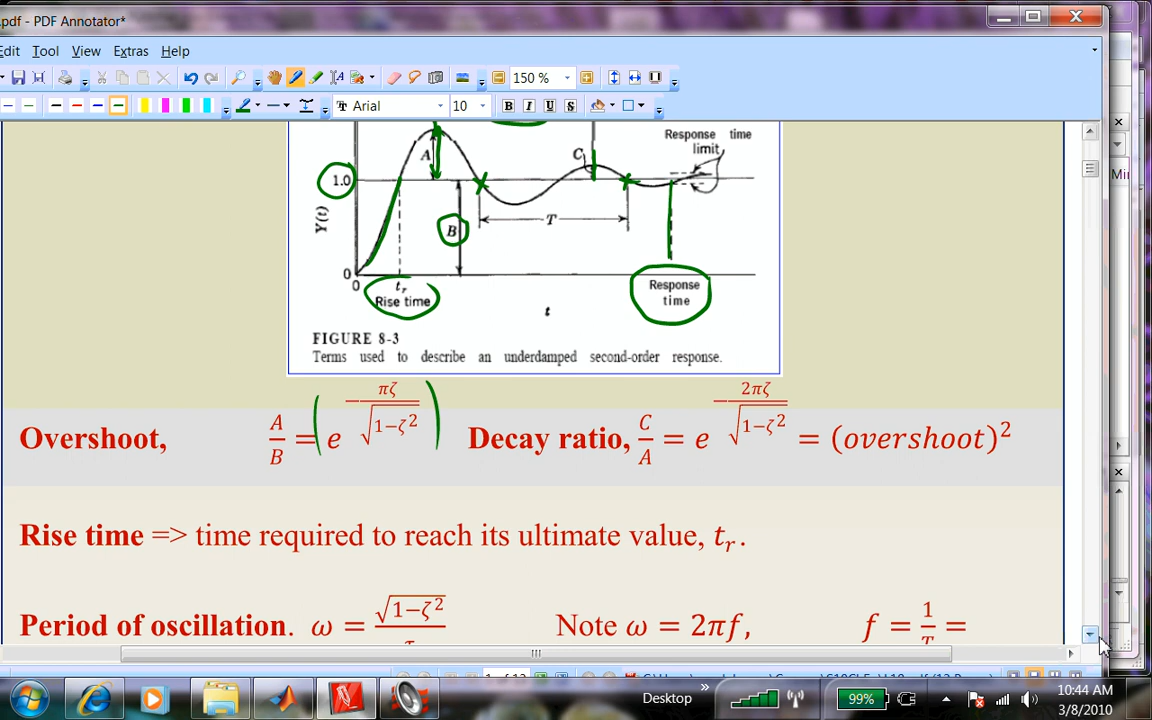 .pdf - PDF Annotator*
Edit Tool View Extras Help
150 %
Arial 10 B I U S
Response time
limit
A
C
1.0
Y(t)
B
T
0
0
tᵣ
Rise time
Response
time
t
FIGURE 8-3
Terms used to describe an underdamped second-order response.
Overshoot, A/B = (e^(−πζ/√(1−ζ²))) Decay ratio, C/A = e^(−2πζ/√(1−ζ²)) = (overshoot)²
Rise time => time required to reach its ultimate value, tᵣ.
Period of oscillation. ω = √(1−ζ²)/τ Note ω = 2πf, f = 1/T =
Desktop
»
99%
10:44 AM
3/8/2010